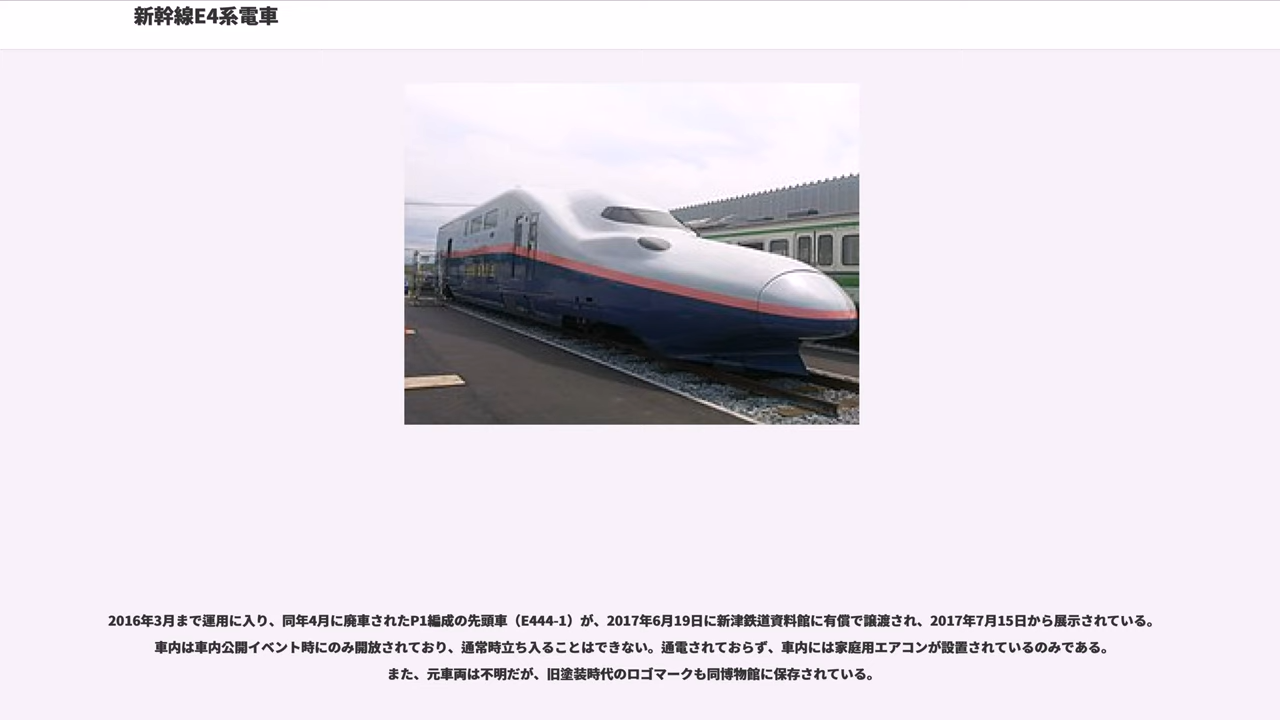 新幹線E4系電車
2016年3月まで運用に入り、同年4月に廃車されたP1編成の先頭車（E444-1）が、2017年6月19日に新津鉄道資料館に有償で譲渡され、2017年7月15日から展示されている。
車内は車内公開イベント時にのみ開放されており、通常時立ち入ることはできない。通電されておらず、車内には家庭用エアコンが設置されているのみである。
また、元車両は不明だが、旧塗装時代のロゴマークも同博物館に保存されている。